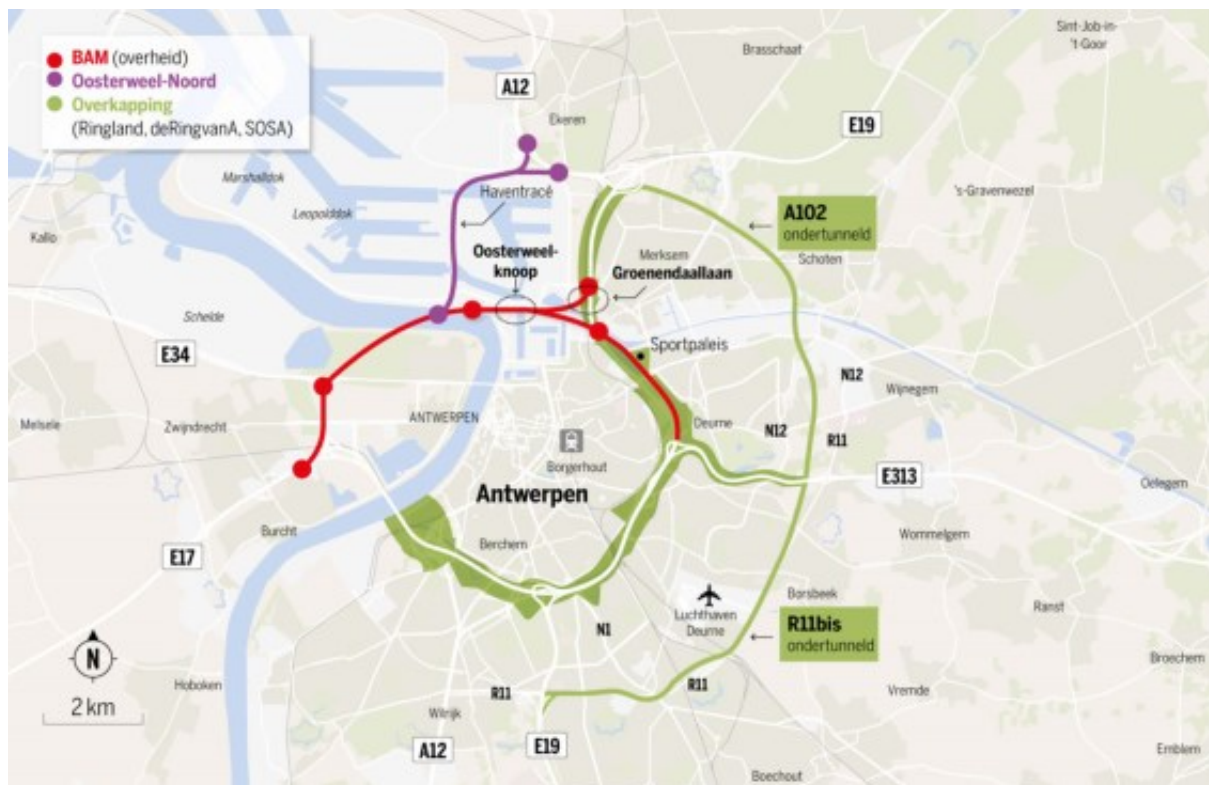 BAM (overheid)
Oosterweel-Noord
Overkapping
(Ringland, deRingvanA, SOSA)
Sint-Job-in-
't-Goor
Brasschaat
A12
Ekeren
E19
Marshalldok
Haventracé
's-Gravenwezel
Leopolddok
A102
ondertunneld
Kallo
Oosterweel-
knoop
Merksem
Groenendaallaan
Schoten
Schelde
E34
Sportpaleis
N12
Wijnegem
Melsele
Zwijndrecht
ANTWERPEN
Deurne
N12
R11
Borgerhout
E313
Antwerpen
Oelegem
Burcht
Berchem
Wommelgem
E17
Luchthaven
Deurne
Borsbeek
Ranst
N1
R11bis
ondertunneld
N
Broechem
Hoboken
R11
R11
Vremde
2 km
Wilrijk
A12
E19
Emblem
Boechout